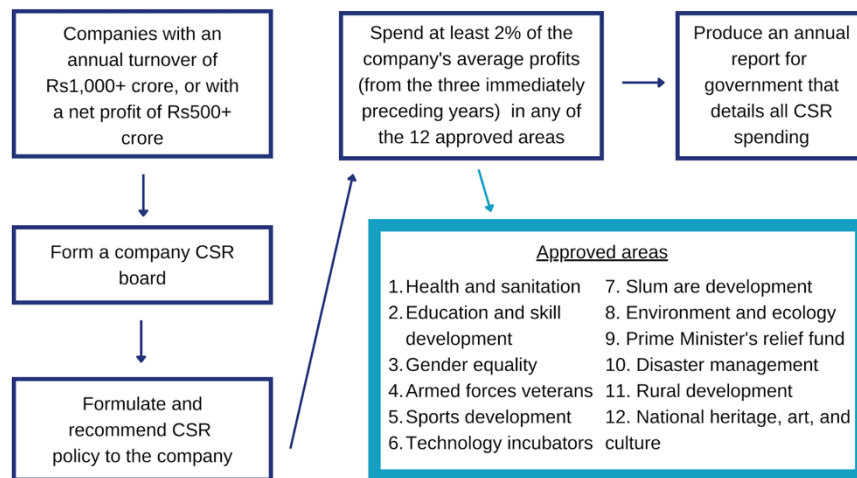 Companies with an
annual turnover of
Rs1,000+ crore, or with
a net profit of Rs500+
crore
Form a company CSR
board
Formulate and
recommend CSR
policy to the company
Spend at least 2% of the
company's average profits
(from the three immediately
preceding years) in any of
the 12 approved areas
Produce an annual
report for
government that
details all CSR
spending
Approved areas
1. Health and sanitation
2. Education and skill
development
3. Gender equality
4. Armed forces veterans
5. Sports development
6. Technology incubators
7. Slum are development
8. Environment and ecology
9. Prime Minister's relief fund
10. Disaster management
11. Rural development
12. National heritage, art, and
culture